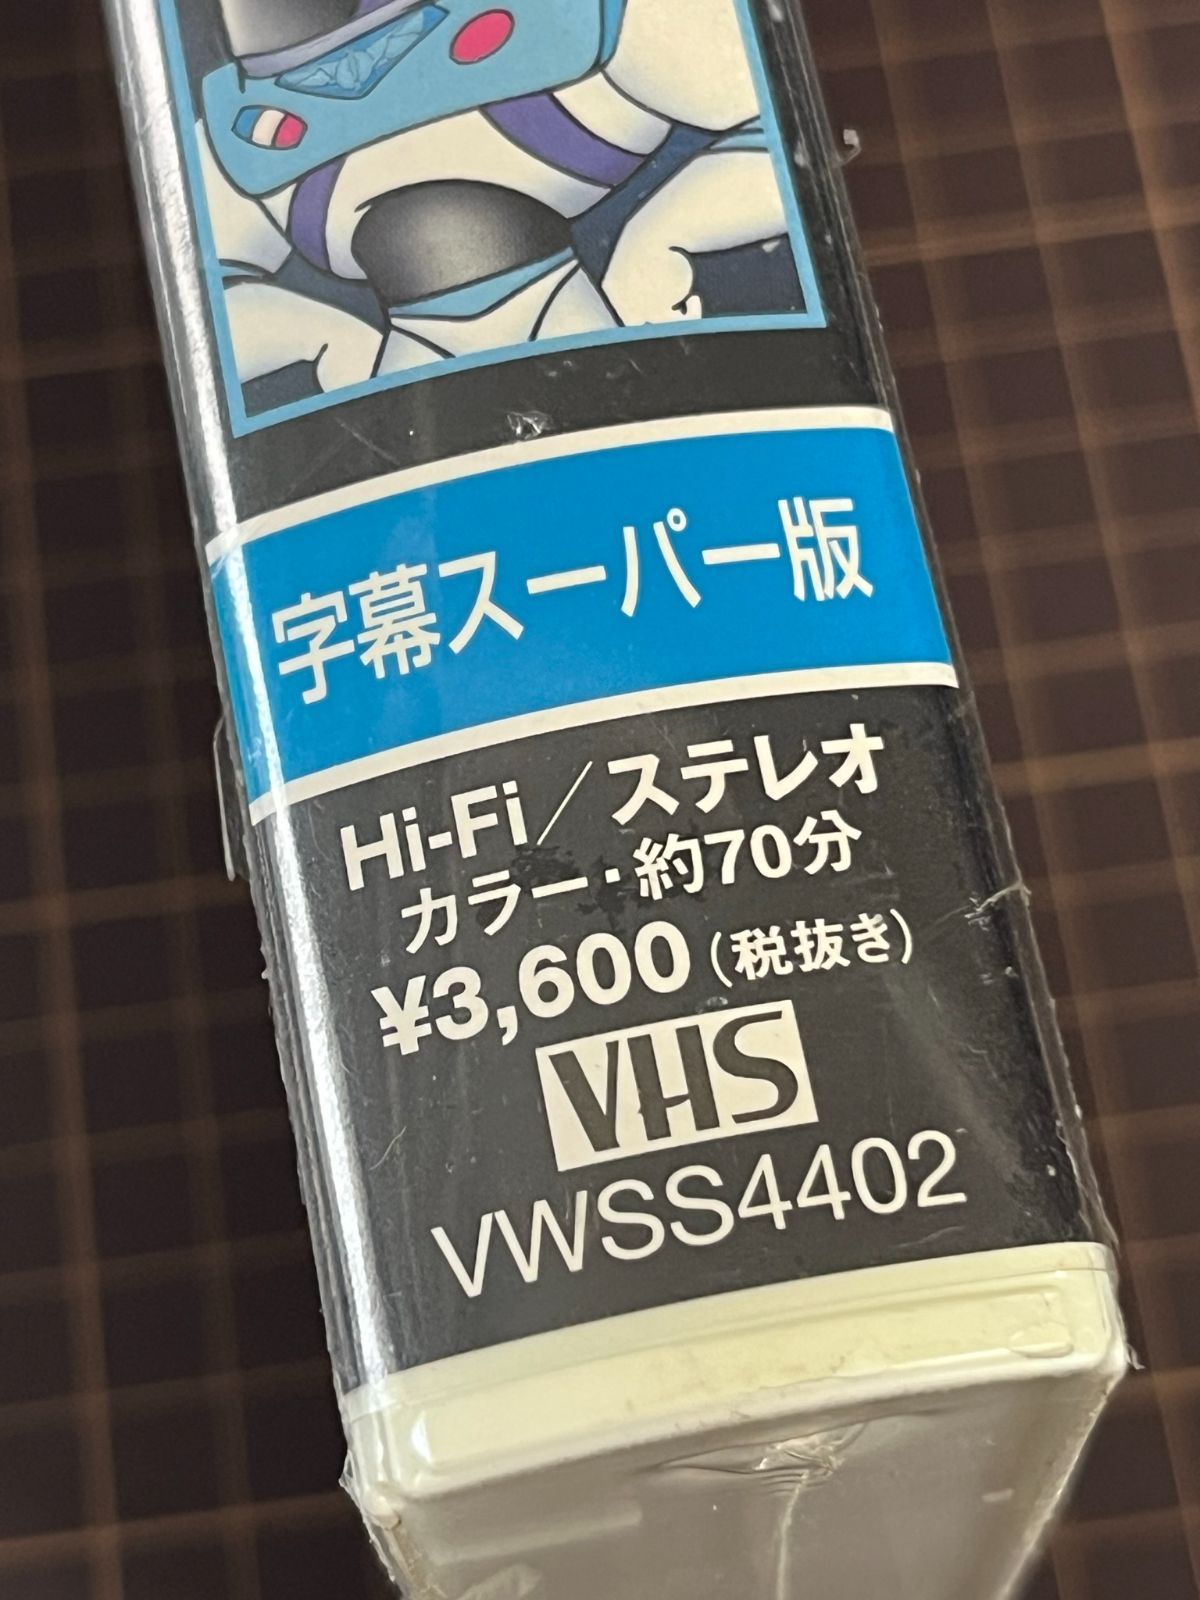 字幕スーパー版
Hi-Fi／ステレオ
カラー・約70分
¥3,600（税抜き）
VHS
VWSS4402